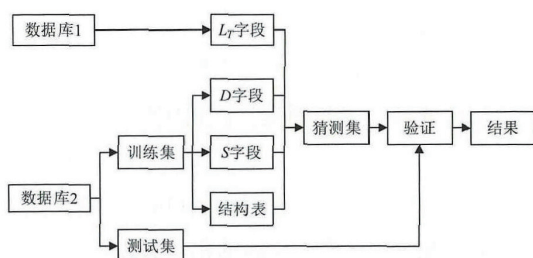 数据库1
L_T字段
D字段
猜测集
验证
结果
训练集
S字段
数据库2
结构表
测试集